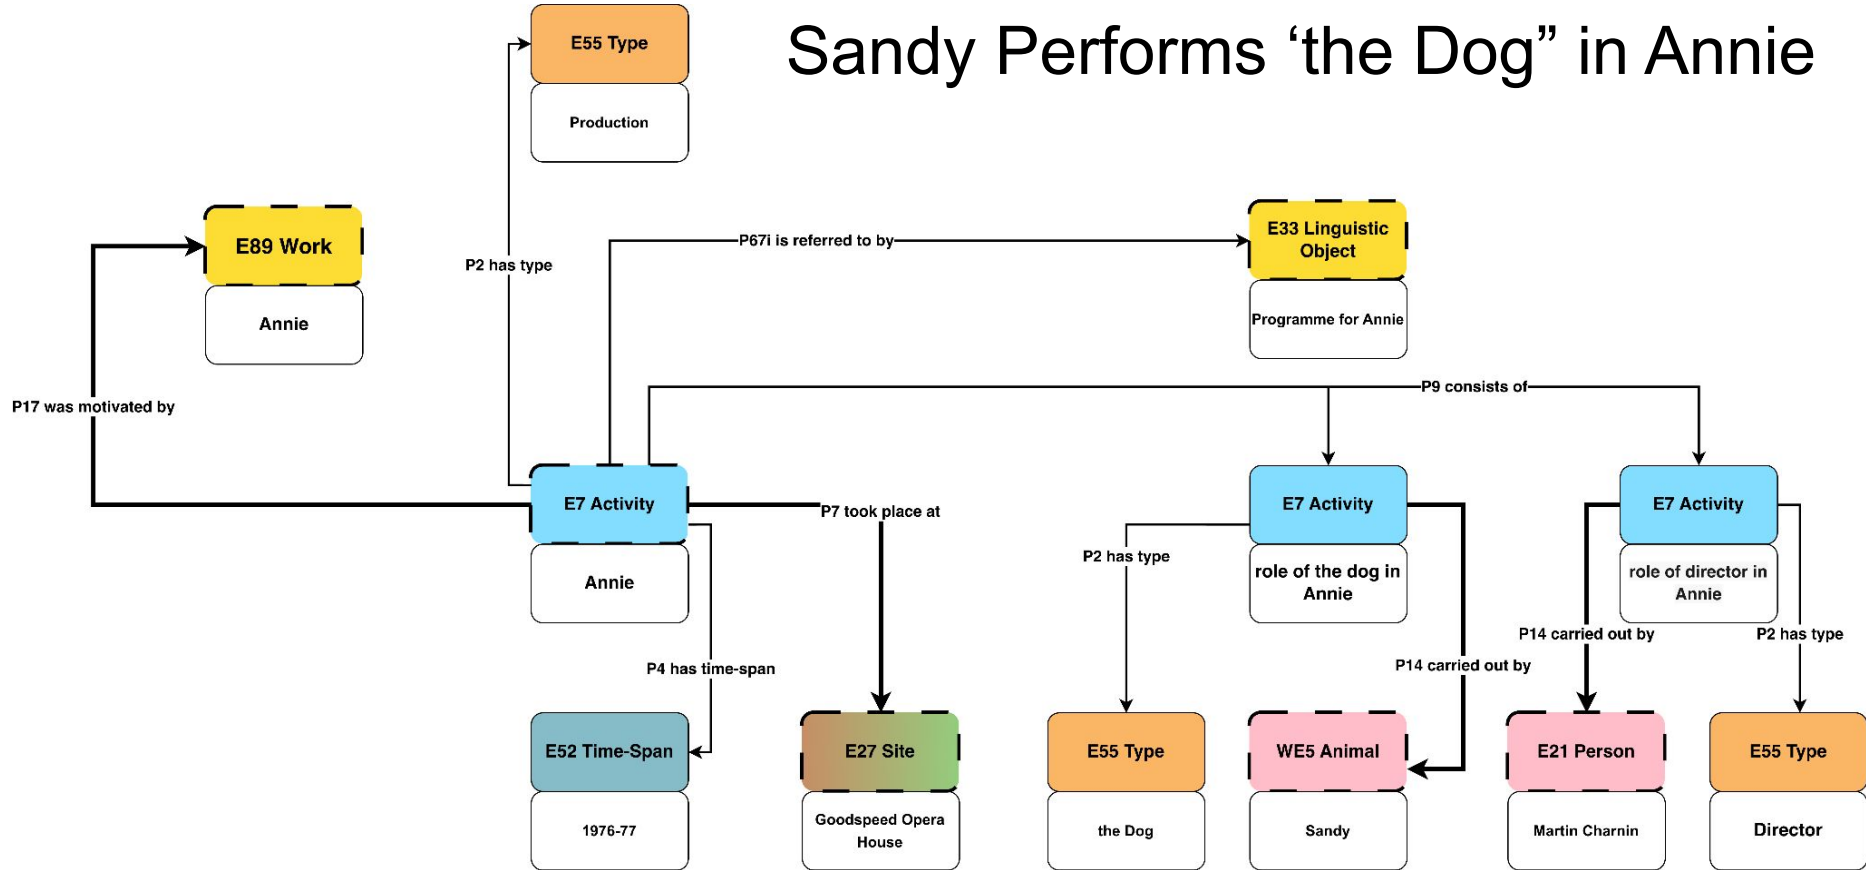 Sandy Performs ‘the Dog” in Annie
E55 Type
Production
E89 Work
Annie
P2 has type
P67i is referred to by
E33 Linguistic
Object
Programme for Annie
P17 was motivated by
P9 consists of
E7 Activity
Annie
P7 took place at
P4 has time-span
E7 Activity
role of the dog in
Annie
P2 has type
P14 carried out by
E7 Activity
role of director in
Annie
P14 carried out by
P2 has type
E52 Time-Span
1976-77
E27 Site
Goodspeed Opera
House
E55 Type
the Dog
WE5 Animal
Sandy
E21 Person
Martin Charnin
E55 Type
Director